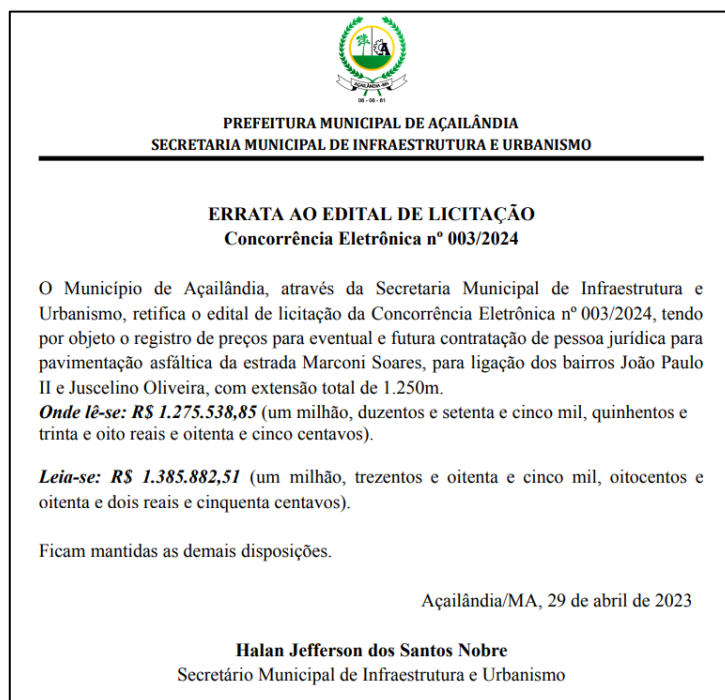 AÇAILÂNDIA-MA
06 - 06 - 81
PREFEITURA MUNICIPAL DE AÇAILÂNDIA
SECRETARIA MUNICIPAL DE INFRAESTRUTURA E URBANISMO
ERRATA AO EDITAL DE LICITAÇÃO
Concorrência Eletrônica nº 003/2024
O Município de Açailândia, através da Secretaria Municipal de Infraestrutura e
Urbanismo, retifica o edital de licitação da Concorrência Eletrônica nº 003/2024, tendo
por objeto o registro de preços para eventual e futura contratação de pessoa jurídica para
pavimentação asfáltica da estrada Marconi Soares, para ligação dos bairros João Paulo
II e Juscelino Oliveira, com extensão total de 1.250m.
Onde lê-se: R$ 1.275.538,85 (um milhão, duzentos e setenta e cinco mil, quinhentos e
trinta e oito reais e oitenta e cinco centavos).
Leia-se: R$ 1.385.882,51 (um milhão, trezentos e oitenta e cinco mil, oitocentos e
oitenta e dois reais e cinquenta centavos).
Ficam mantidas as demais disposições.
Açailândia/MA, 29 de abril de 2023
Halan Jefferson dos Santos Nobre
Secretário Municipal de Infraestrutura e Urbanismo